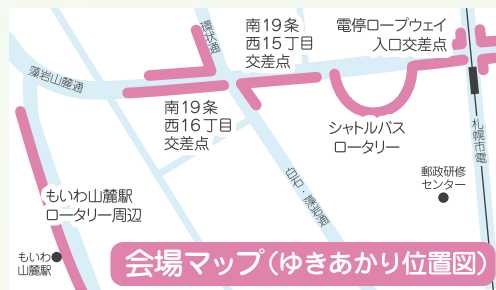 南19条
西15丁目
交差点
電停ロープウェイ
入口交差点
環状通
藻岩山麓通
南19条
西16丁目
交差点
シャトルバス
ロータリー
札幌市電
郵政研修
センター
白石・藻岩通
もいわ山麓駅
ロータリー周辺
もいわ
山麓駅
会場マップ（ゆきあかり位置図）